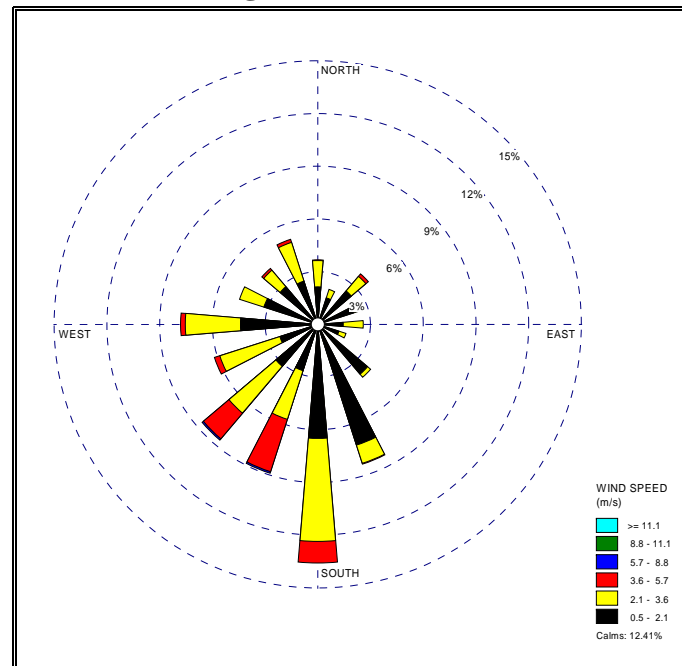 NORTH
15%
12%
9%
6%
3%
WEST
EAST
SOUTH
WIND SPEED
(m/s)
>= 11.1
8.8 - 11.1
5.7 - 8.8
3.6 - 5.7
2.1 - 3.6
0.5 - 2.1
Calms: 12.41%